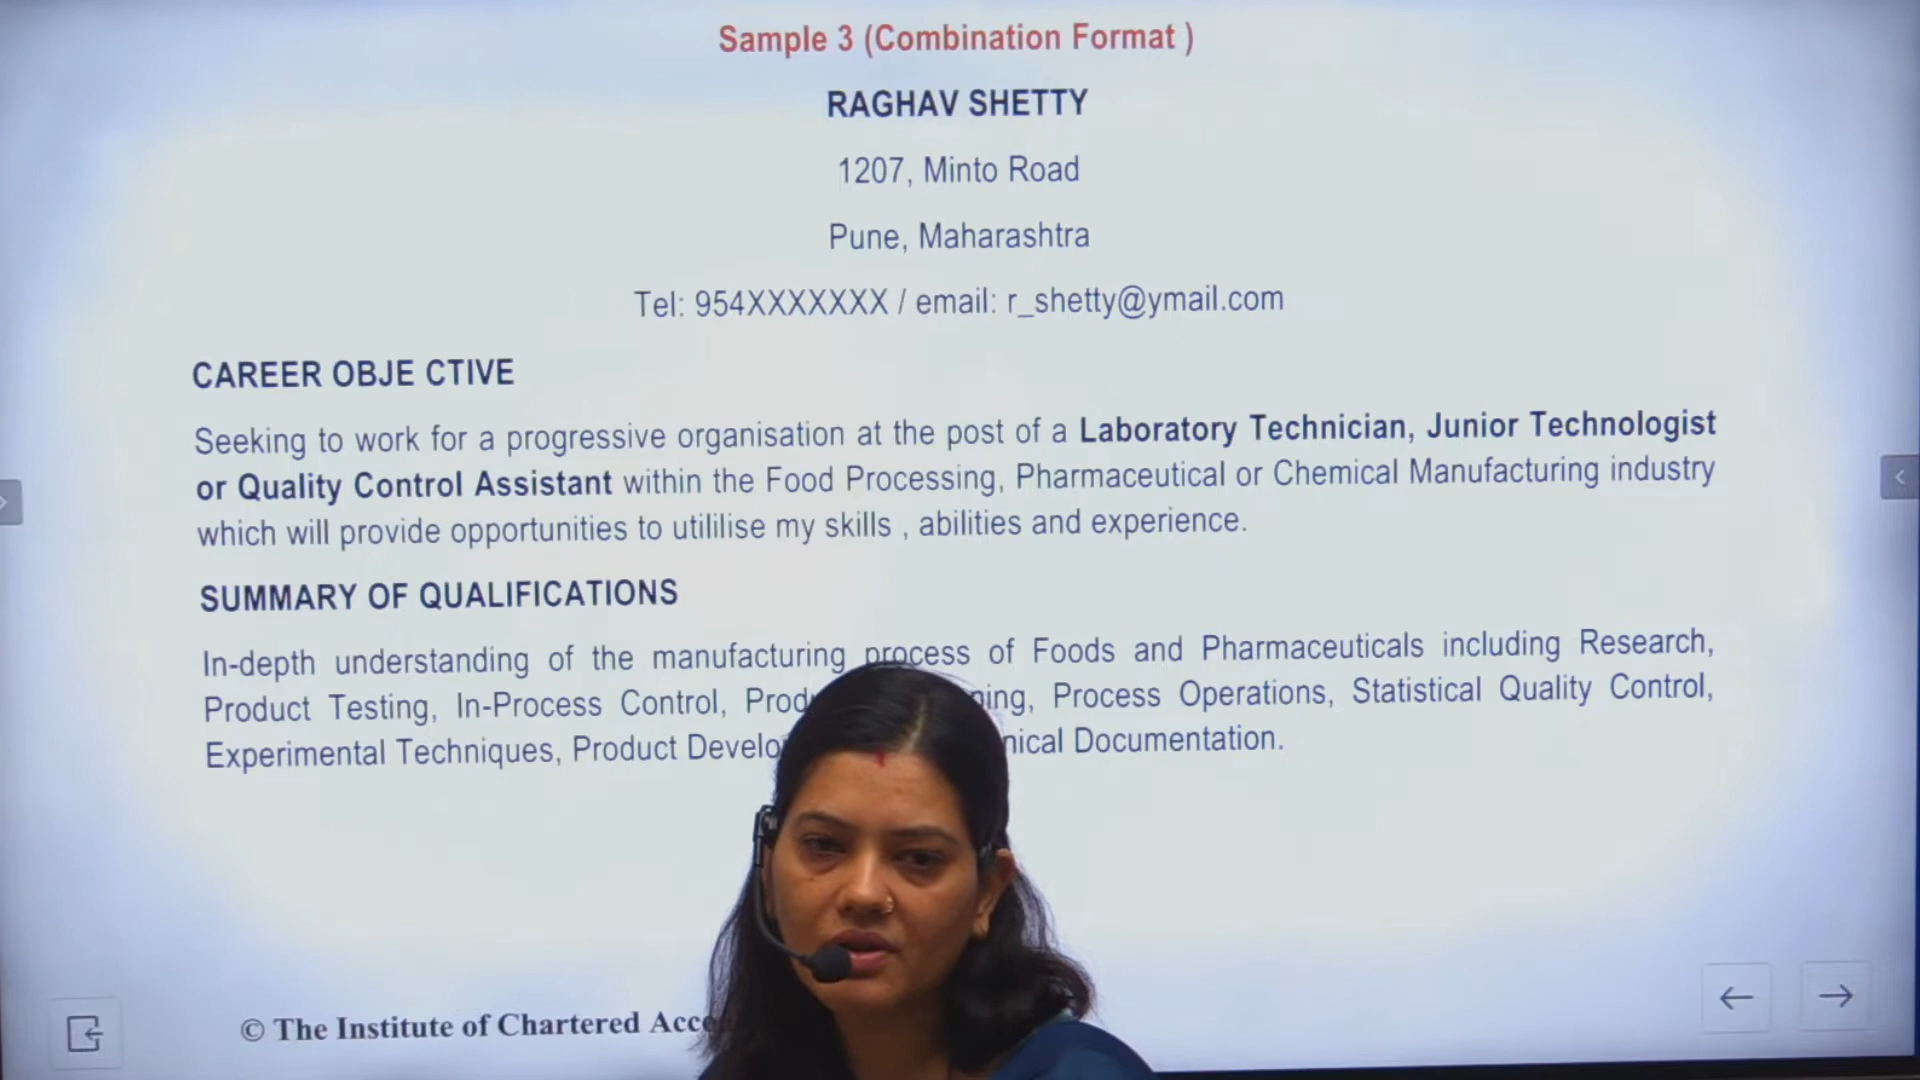 Sample 3 (Combination Format )
RAGHAV SHETTY
1207, Minto Road
Pune, Maharashtra
Tel: 954XXXXXXX / email: r_shetty@ymail.com
CAREER OBJE CTIVE
Seeking to work for a progressive organisation at the post of a Laboratory Technician, Junior Technologist
or Quality Control Assistant within the Food Processing, Pharmaceutical or Chemical Manufacturing industry
which will provide opportunities to utililise my skills , abilities and experience.
SUMMARY OF QUALIFICATIONS
In-depth understanding of the manufacturing process of Foods and Pharmaceuticals including Research,
Product Testing, In-Process Control, Process Operations, Statistical Quality Control,
Experimental Techniques, Product Documentation.
© The Institute of Chartered